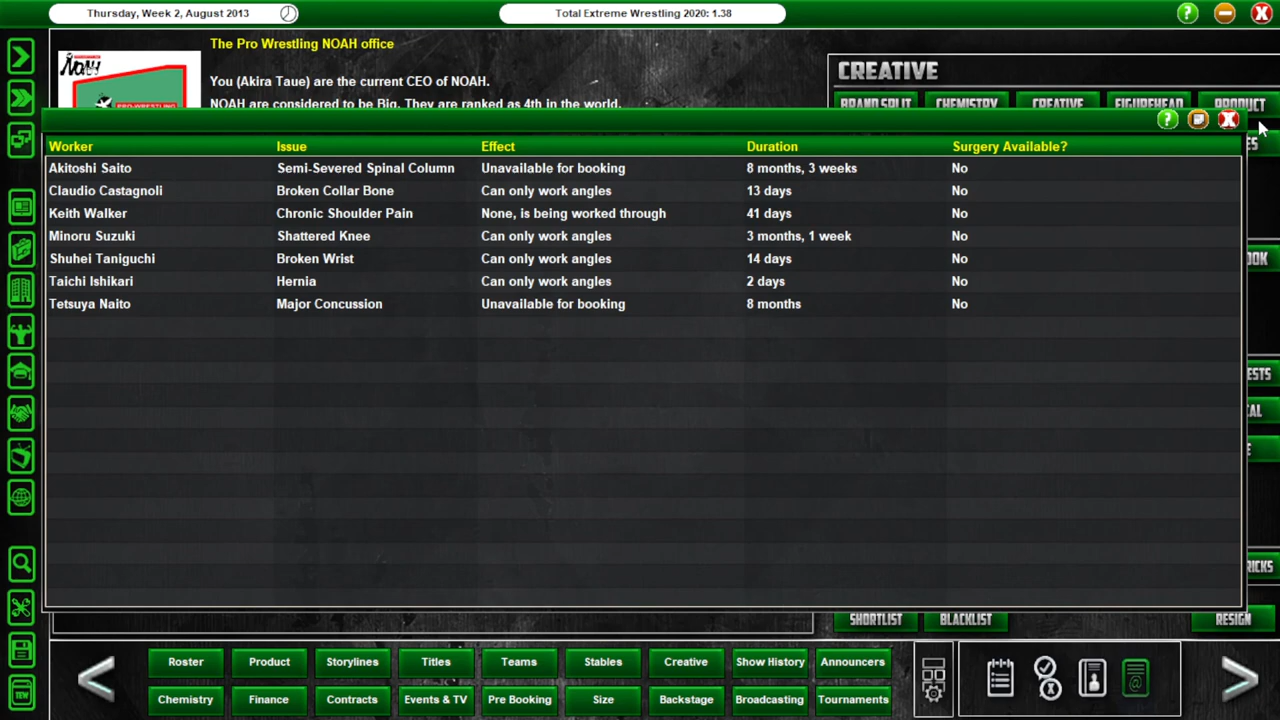 Thursday, Week 2, August 2013
Total Extreme Wrestling 2020: 1.38
The Pro Wrestling NOAH office
NOAH
PRO-WRESTLING
You (Akira Taue) are the current CEO of NOAH.
NOAH are considered to be Big. They are ranked as 4th in the world.
CREATIVE
BRAND SPLIT CHEMISTRY CREATIVE FIGUREHEAD PRODUCT
Worker Issue Effect Duration Surgery Available?
Akitoshi Saito Semi-Severed Spinal Column Unavailable for booking 8 months, 3 weeks No
Claudio Castagnoli Broken Collar Bone Can only work angles 13 days No
Keith Walker Chronic Shoulder Pain None, is being worked through 41 days No
Minoru Suzuki Shattered Knee Can only work angles 3 months, 1 week No
Shuhei Taniguchi Broken Wrist Can only work angles 14 days No
Taichi Ishikari Hernia Can only work angles 2 days No
Tetsuya Naito Major Concussion Unavailable for booking 8 months No
SHORTLIST BLACKLIST RESIGN
Roster Product Storylines Titles Teams Stables Creative Show History Announcers
Chemistry Finance Contracts Events & TV Pre Booking Size Backstage Broadcasting Tournaments
TEW